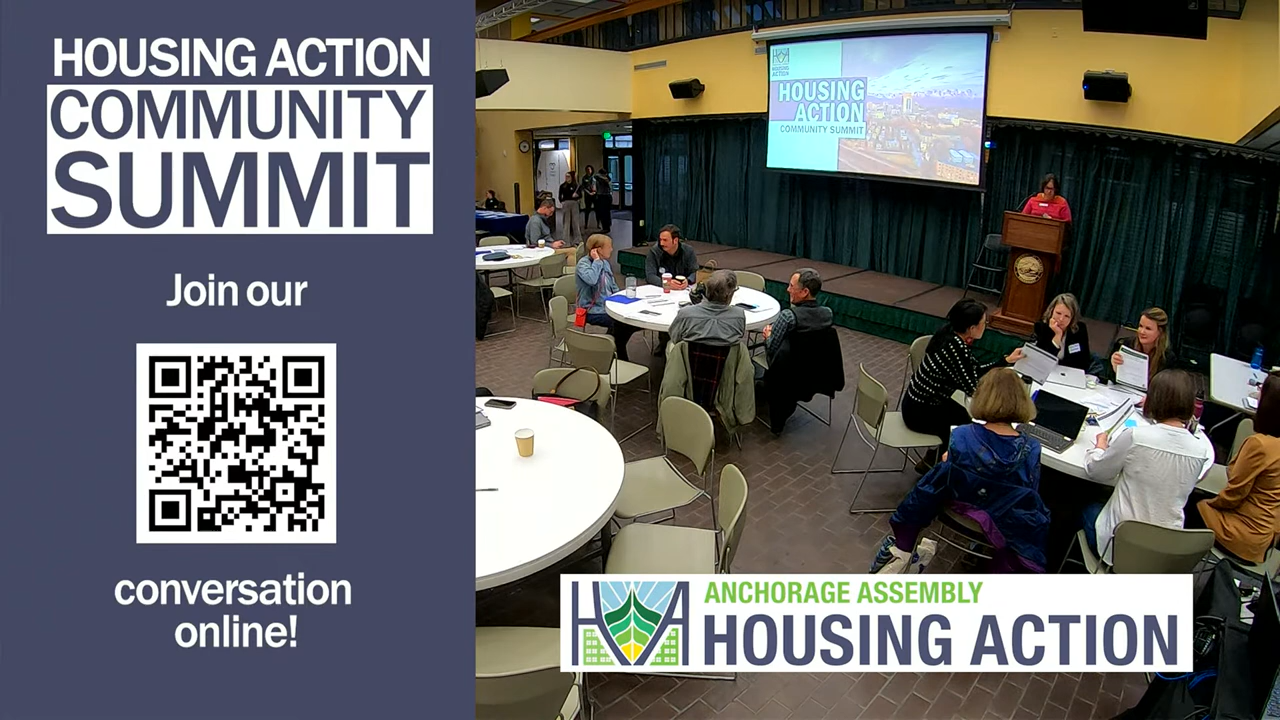 HOUSING ACTION
COMMUNITY
SUMMIT
Join our
conversation
online!
HOUSING
ACTION
COMMUNITY SUMMIT
ANCHORAGE ASSEMBLY
HOUSING ACTION